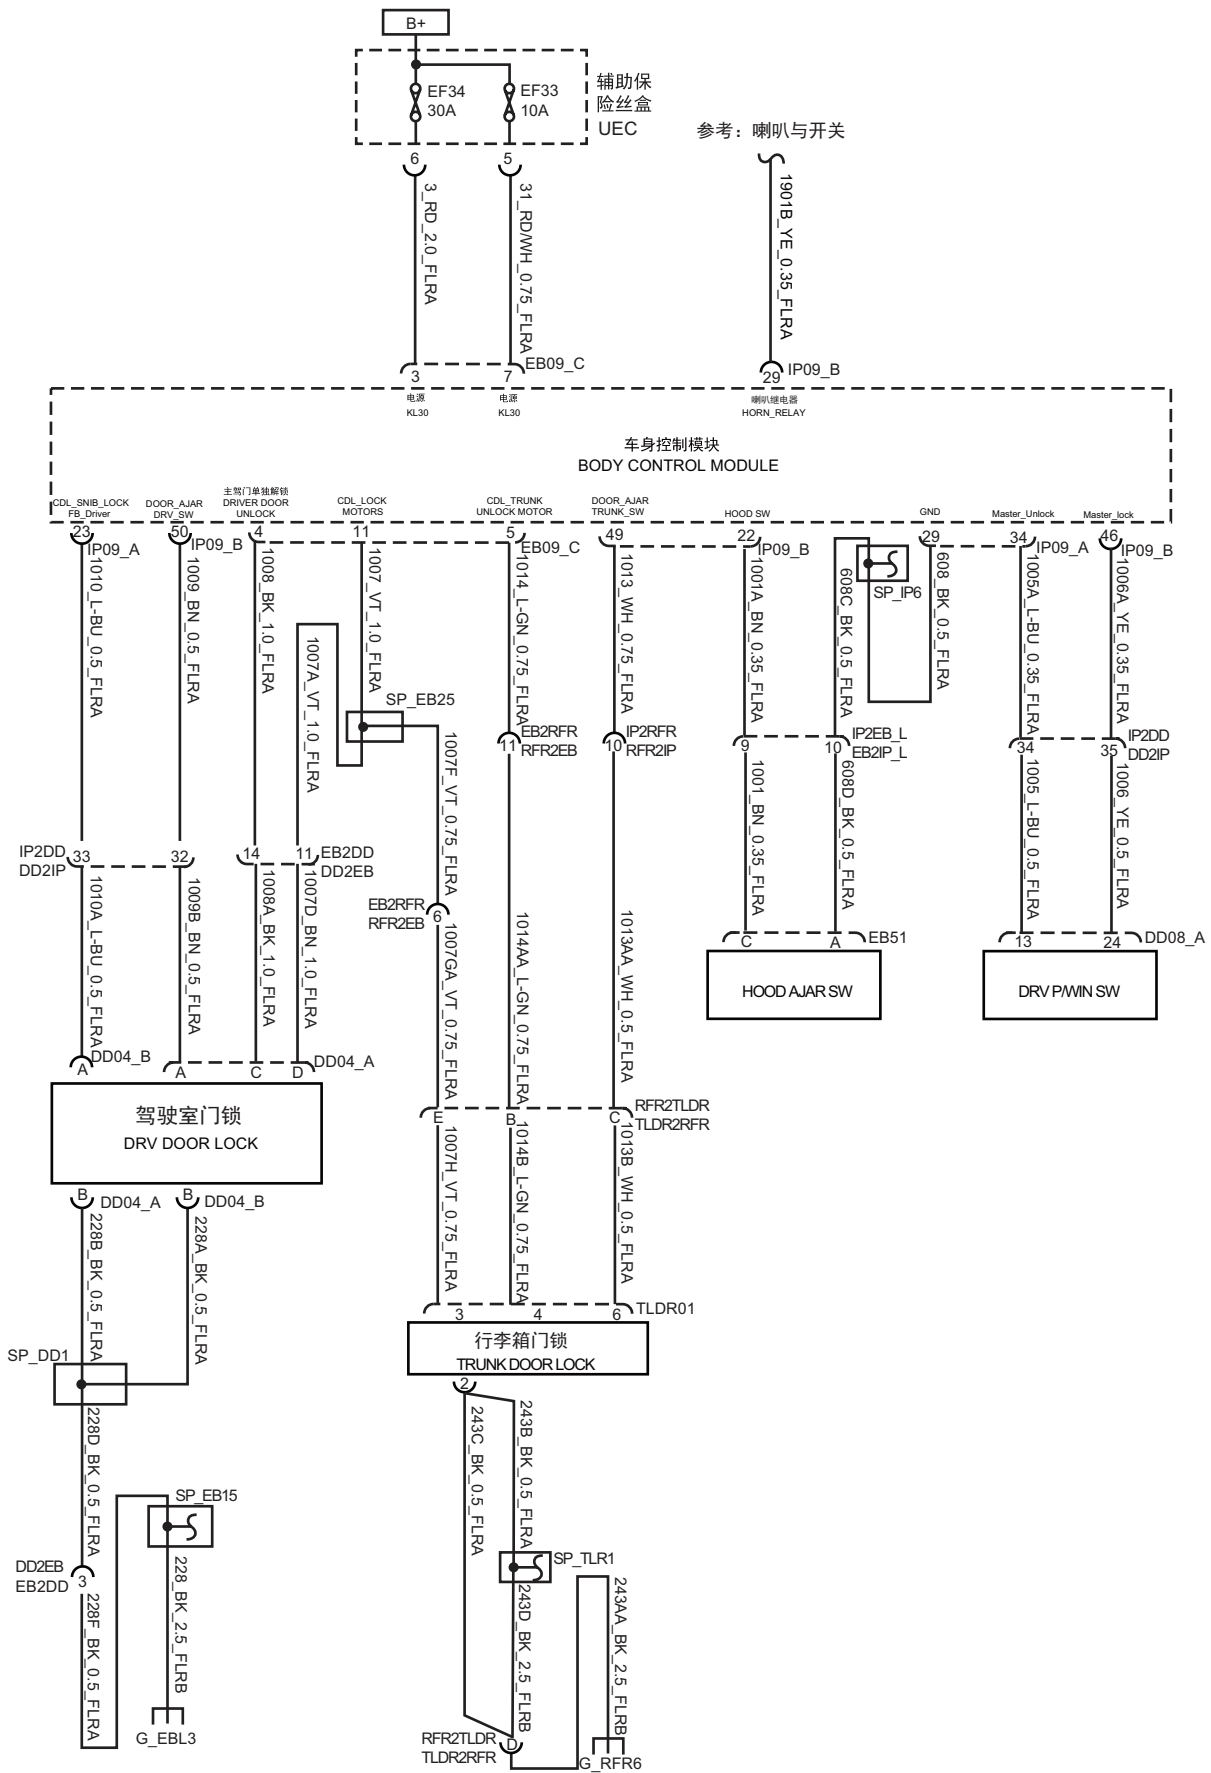 B+
EF34
30A
EF33
10A
辅助保
险丝盒
UEC
参考：喇叭与开关
6
5
3_RD_2.0_FLRA
31_RD/WH_0.75_FLRA
1901B_YE_0.35_FLRA
3
7
EB09_C
29
IP09_B
电源
KL30
电源
KL30
喇叭继电器
HORN_RELAY
车身控制模块
BODY CONTROL MODULE
CDL_SNIB_LOCK
FB_Driver
DOOR_AJAR
DRV_SW
主驾门单独解锁
DRIVER DOOR
UNLOCK
CDL_LOCK
MOTORS
CDL_TRUNK
UNLOCK MOTOR
DOOR_AJAR
TRUNK_SW
HOOD SW
GND
Master_Unlock
Master_lock
23
IP09_A
50
IP09_B
4
11
5
EB09_C
49
22
IP09_B
29
34
IP09_A
46
IP09_B
1010_L-BU_0.5_FLRA
1009_BN_0.5_FLRA
1008_BK_1.0_FLRA
1007A_VT_1.0_FLRA
1007_VT_1.0_FLRA
1014_L-GN_0.75_FLRA
1013_WH_0.75_FLRA
1001A_BN_0.35_FLRA
608C_BK_0.5_FLRA
SP_IP6
608_BK_0.5_FLRA
1005A_L-BU_0.35_FLRA
1006A_YE_0.35_FLRA
SP_EB25
1007F_VT_0.75_FLRA
11
EB2RFR
RFR2EB
10
IP2RFR
RFR2IP
9
10
IP2EB_L
EB2IP_L
34
35
IP2DD
DD2IP
1001_BN_0.35_FLRA
608D_BK_0.5_FLRA
1005_L-BU_0.5_FLRA
1006_YE_0.5_FLRA
IP2DD
DD2IP
33
32
14
11
EB2DD
DD2EB
1010A_L-BU_0.5_FLRA
1009B_BN_0.5_FLRA
1008A_BK_1.0_FLRA
1007D_BN_1.0_FLRA
EB2RFR
RFR2EB
6
1007GA_VT_0.75_FLRA
1014AA_L-GN_0.75_FLRA
1013AA_WH_0.5_FLRA
C
A
EB51
HOOD AJAR SW
13
24
DD08_A
DRV P/WIN SW
A
DD04_B
A
C
D
DD04_A
驾驶室门锁
DRV DOOR LOCK
E
B
C
RFR2TLDR
TLDR2RFR
1007H_VT_0.75_FLRA
1014B_L-GN_0.75_FLRA
1013B_WH_0.5_FLRA
B
DD04_A
B
DD04_B
228B_BK_0.5_FLRA
228A_BK_0.5_FLRA
3
4
6
TLDR01
行李箱门锁
TRUNK DOOR LOCK
SP_DD1
2
228D_BK_0.5_FLRA
243C_BK_0.5_FLRA
243B_BK_0.5_FLRA
SP_EB15
SP_TLR1
DD2EB
EB2DD
3
228F_BK_0.5_FLRA
228_BK_2.5_FLRB
243D_BK_2.5_FLRB
243AA_BK_2.5_FLRB
G_EBL3
RFR2TLDR
TLDR2RFR
D
G_RFR6